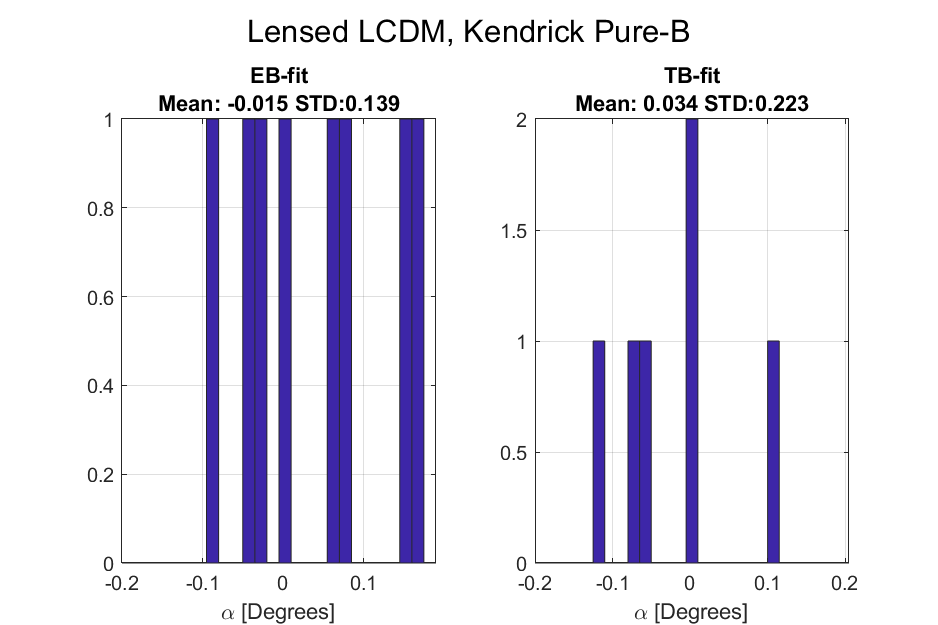 Lensed LCDM, Kendrick Pure-B
EB-fit
Mean: -0.015 STD:0.139
1
0.8
0.6
0.4
0.2
0
-0.2
-0.1
0
0.1
α [Degrees]
TB-fit
Mean: 0.034 STD:0.223
2
1.5
1
0.5
0
-0.2
-0.1
0
0.1
0.2
α [Degrees]